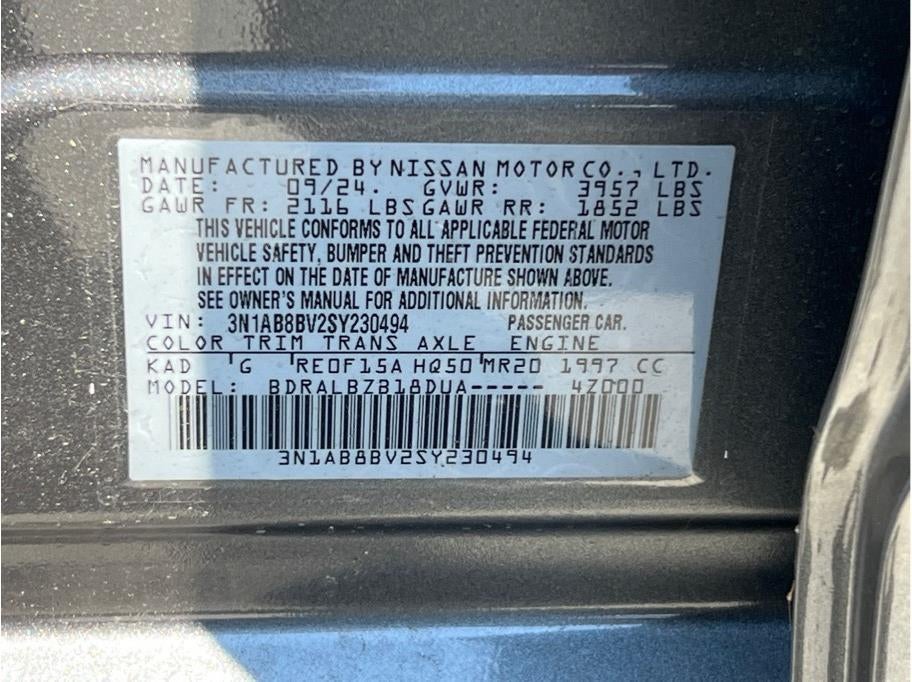 MANUFACTURED BY NISSAN MOTOR CO., LTD.
DATE: 09/24. GVWR: 3957 LBS
GAWR FR: 2116 LBS GAWR RR: 1852 LBS
THIS VEHICLE CONFORMS TO ALL APPLICABLE FEDERAL MOTOR
VEHICLE SAFETY, BUMPER AND THEFT PREVENTION STANDARDS
IN EFFECT ON THE DATE OF MANUFACTURE SHOWN ABOVE.
SEE OWNER'S MANUAL FOR ADDITIONAL INFORMATION.
VIN: 3N1AB8BV2SY230494 PASSENGER CAR.
COLOR TRIM TRANS AXLE ENGINE
KAD G RE0F15A HQ50 MR20 1997 CC
MODEL: BDRALBZB18DUA----- 4Z000
3N1AB8BV2SY230494